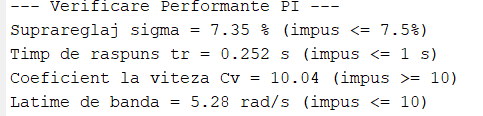 --- Verificare Performante PI ---
Suprareglaj sigma = 7.35 % (impus <= 7.5%)
Timp de raspuns tr = 0.252 s (impus <= 1 s)
Coeficient la viteza Cv = 10.04 (impus >= 10)
Latime de banda = 5.28 rad/s (impus <= 10)